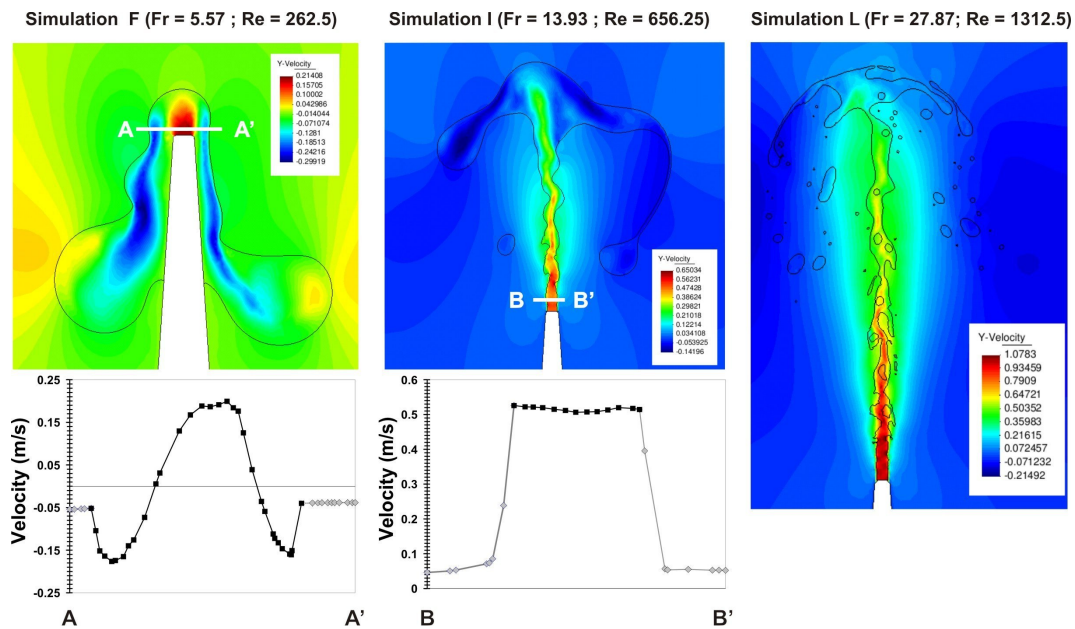 Simulation F (Fr = 5.57 ; Re = 262.5)
Simulation I (Fr = 13.93 ; Re = 656.25)
Simulation L (Fr = 27.87; Re = 1312.5)
Y-Velocity
0.21408
0.15705
0.10002
0.042986
-0.014044
-0.071074
-0.1281
-0.18513
-0.24216
-0.29919
A
A'
Y-Velocity
0.65034
0.56231
0.47428
0.38624
0.29821
0.21018
0.12214
0.034108
-0.053925
-0.14196
B
B'
Y-Velocity
1.0783
0.93459
0.7909
0.64721
0.50352
0.35983
0.21615
0.072457
-0.071232
-0.21492
Velocity (m/s)
0.25
0.15
0.05
-0.05
-0.15
-0.25
A
A'
Velocity (m/s)
0.6
0.5
0.4
0.3
0.2
0.1
0
B
B'